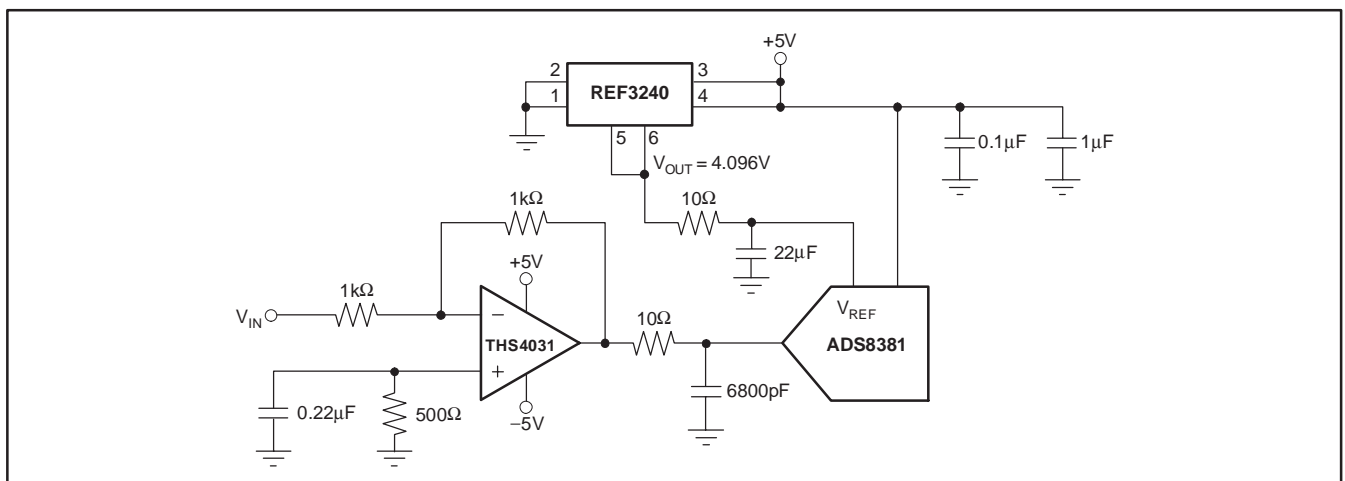 +5V
2
3
REF3240
1
4
5
6
0.1μF
1μF
V_OUT = 4.096V
1kΩ
10Ω
22μF
+5V
1kΩ
V_IN
−
10Ω
V_REF
THS4031
ADS8381
+
6800pF
0.22μF
500Ω
−5V